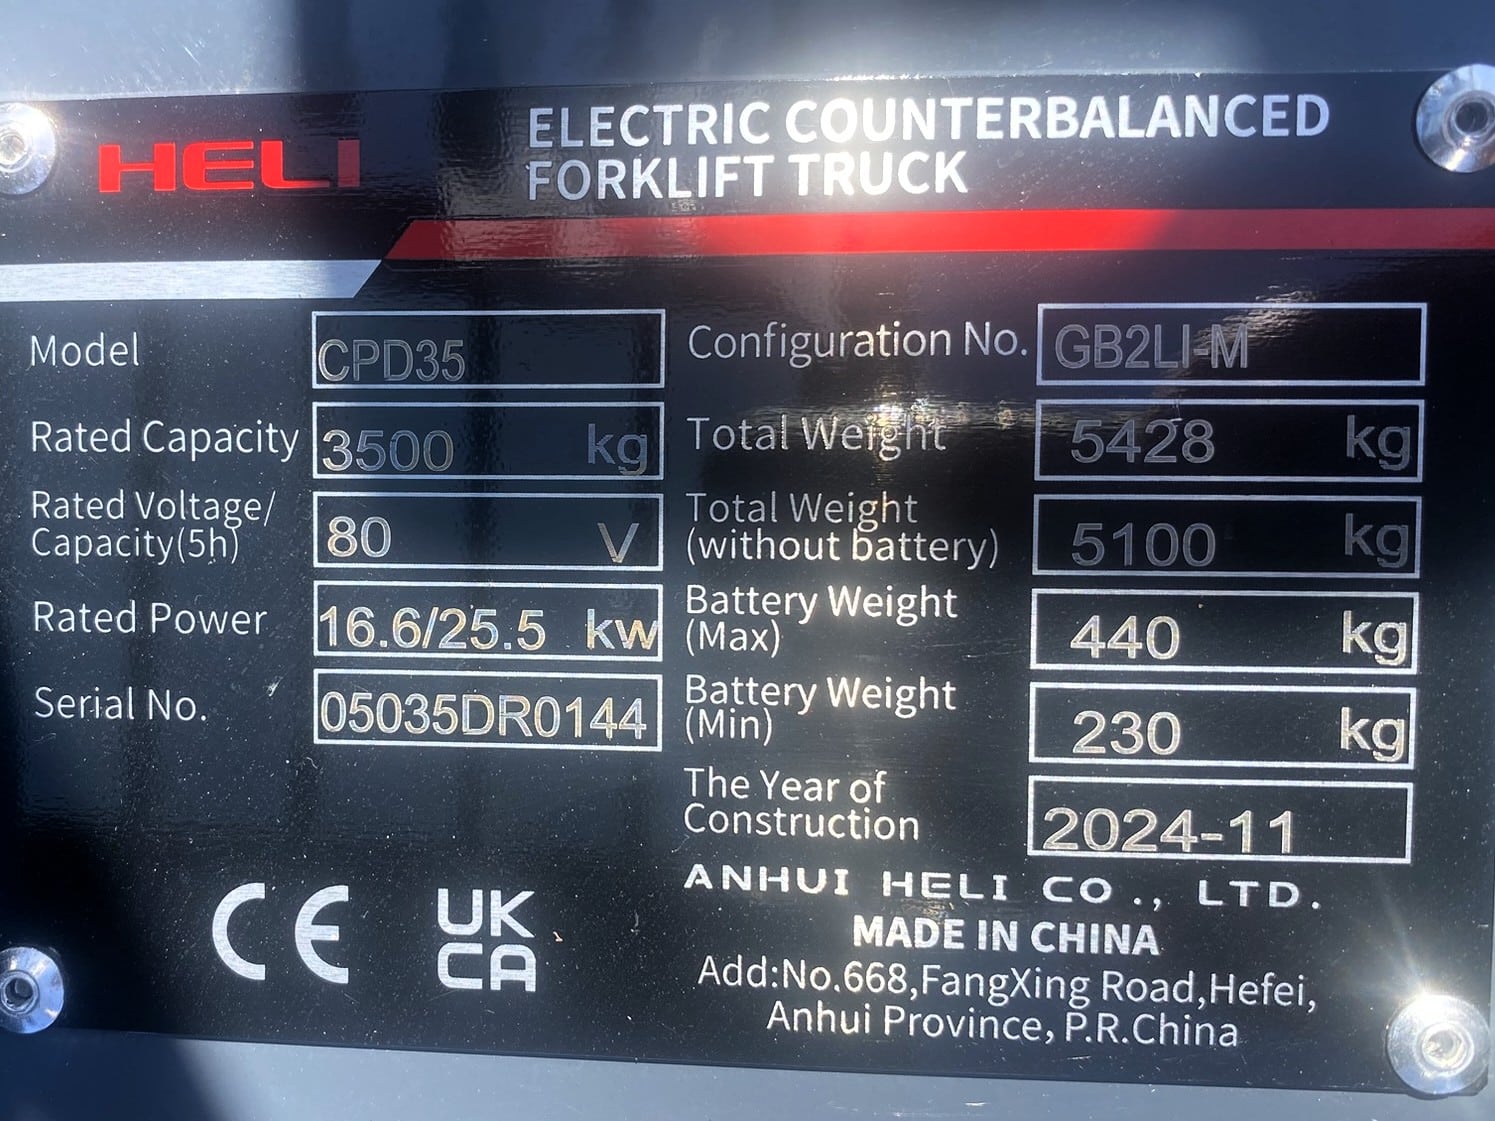 HELI
ELECTRIC COUNTERBALANCED
FORKLIFT TRUCK
Model CPD35
Rated Capacity 3500 kg
Rated Voltage/
Capacity(5h) 80 V
Rated Power 16.6/25.5 kw
Serial No. 05035DR0144
Configuration No. GB2LI-M
Total Weight 5428 kg
Total Weight
(without battery) 5100 kg
Battery Weight
(Max) 440 kg
Battery Weight
(Min) 230 kg
The Year of
Construction 2024-11
CE
UK
CA
ANHUI HELI CO., LTD.
MADE IN CHINA
Add:No.668,FangXing Road,Hefei,
Anhui Province, P.R.China